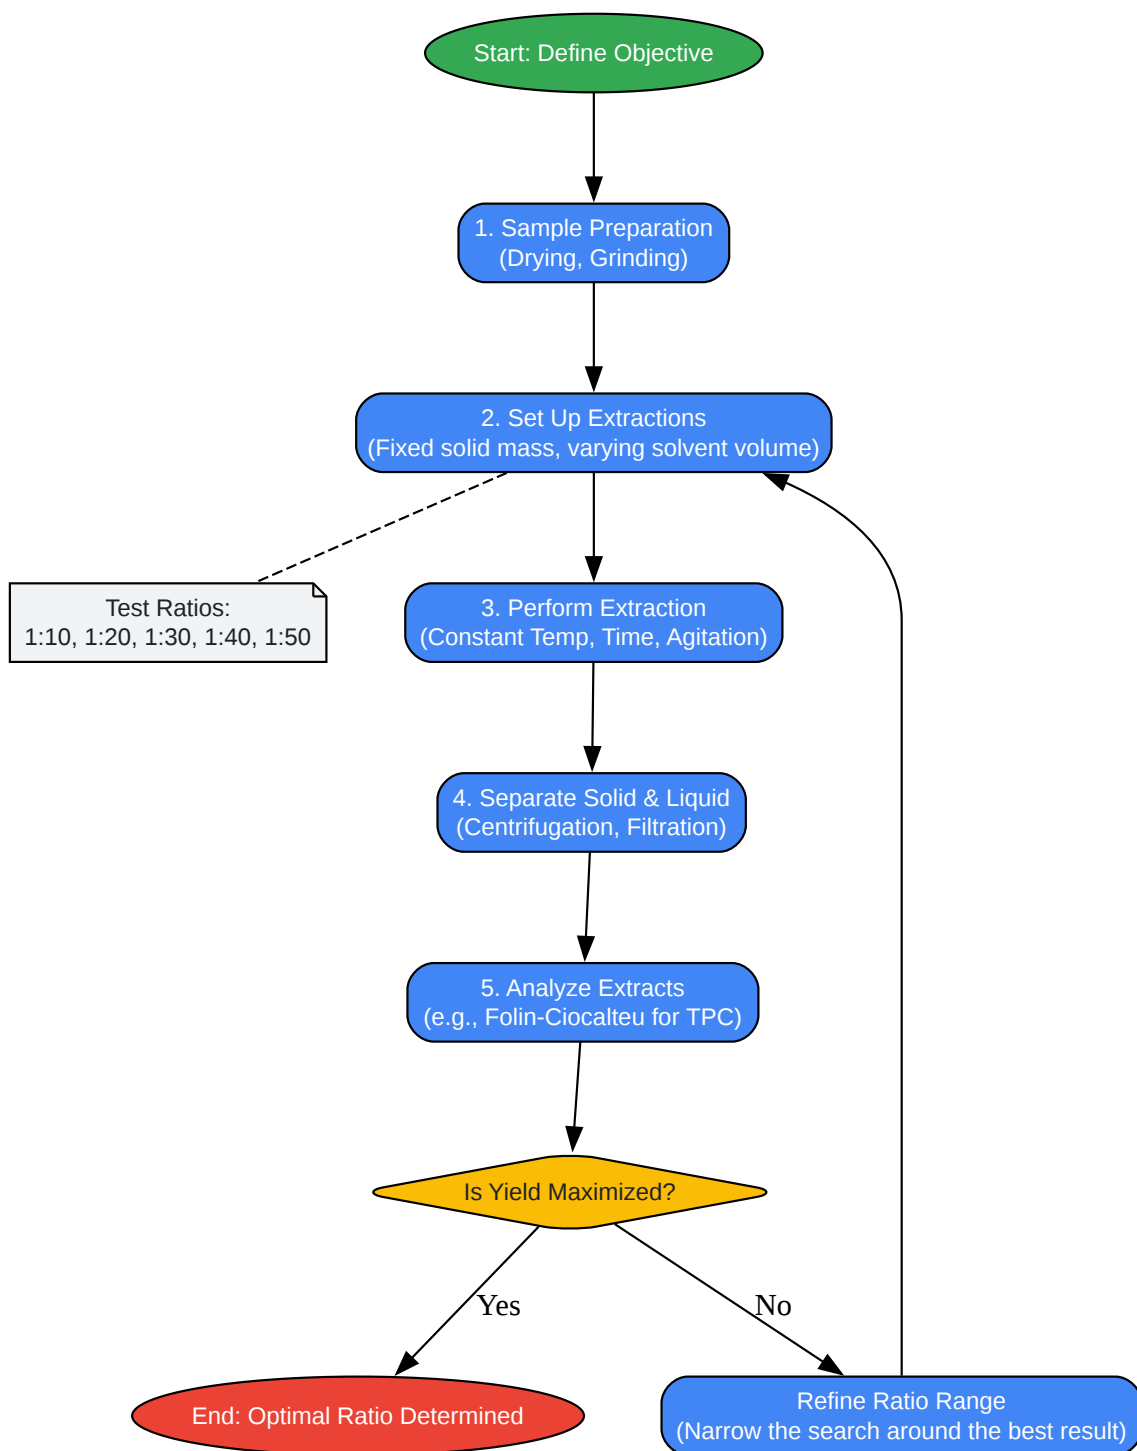 Start: Define Objective
1. Sample Preparation
(Drying, Grinding)
2. Set Up Extractions
(Fixed solid mass, varying solvent volume)
Test Ratios:
1:10, 1:20, 1:30, 1:40, 1:50
3. Perform Extraction
(Constant Temp, Time, Agitation)
4. Separate Solid & Liquid
(Centrifugation, Filtration)
5. Analyze Extracts
(e.g., Folin-Ciocalteu for TPC)
Is Yield Maximized?
Yes
No
End: Optimal Ratio Determined
Refine Ratio Range
(Narrow the search around the best result)